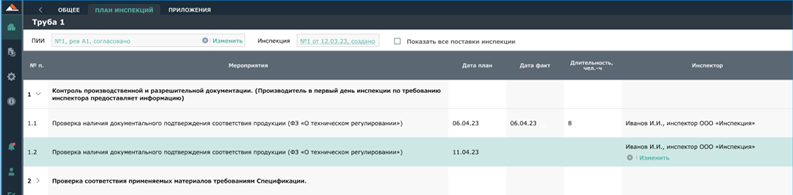 ОБЩЕЕ ПЛАН ИНСПЕКЦИЙ ПРИЛОЖЕНИЯ
Труба 1
ПИИ №1, рев А1, согласовано Изменить Инспекция №1 от 12.03.23, создано Показать все поставки инспекции
№ п. Мероприятия Дата план Дата факт Длительность, чел.-ч Инспектор
1 Контроль производственной и разрешительной документации. (Производитель в первый день инспекции по требованию
инспектора предоставляет информацию)
1.1 Проверка наличия документального подтверждения соответствия продукции (ФЗ «О техническом регулировании») 06.04.23 06.04.23 8 Иванов И.И., инспектор ООО «Инспекция»
1.2 Проверка наличия документального подтверждения соответствия продукции (ФЗ «О техническом регулировании») 11.04.23 Иванов И.И., инспектор ООО «Инспекция»
Изменить
2 Проверка соответствия применяемых материалов требованиям Спецификации.